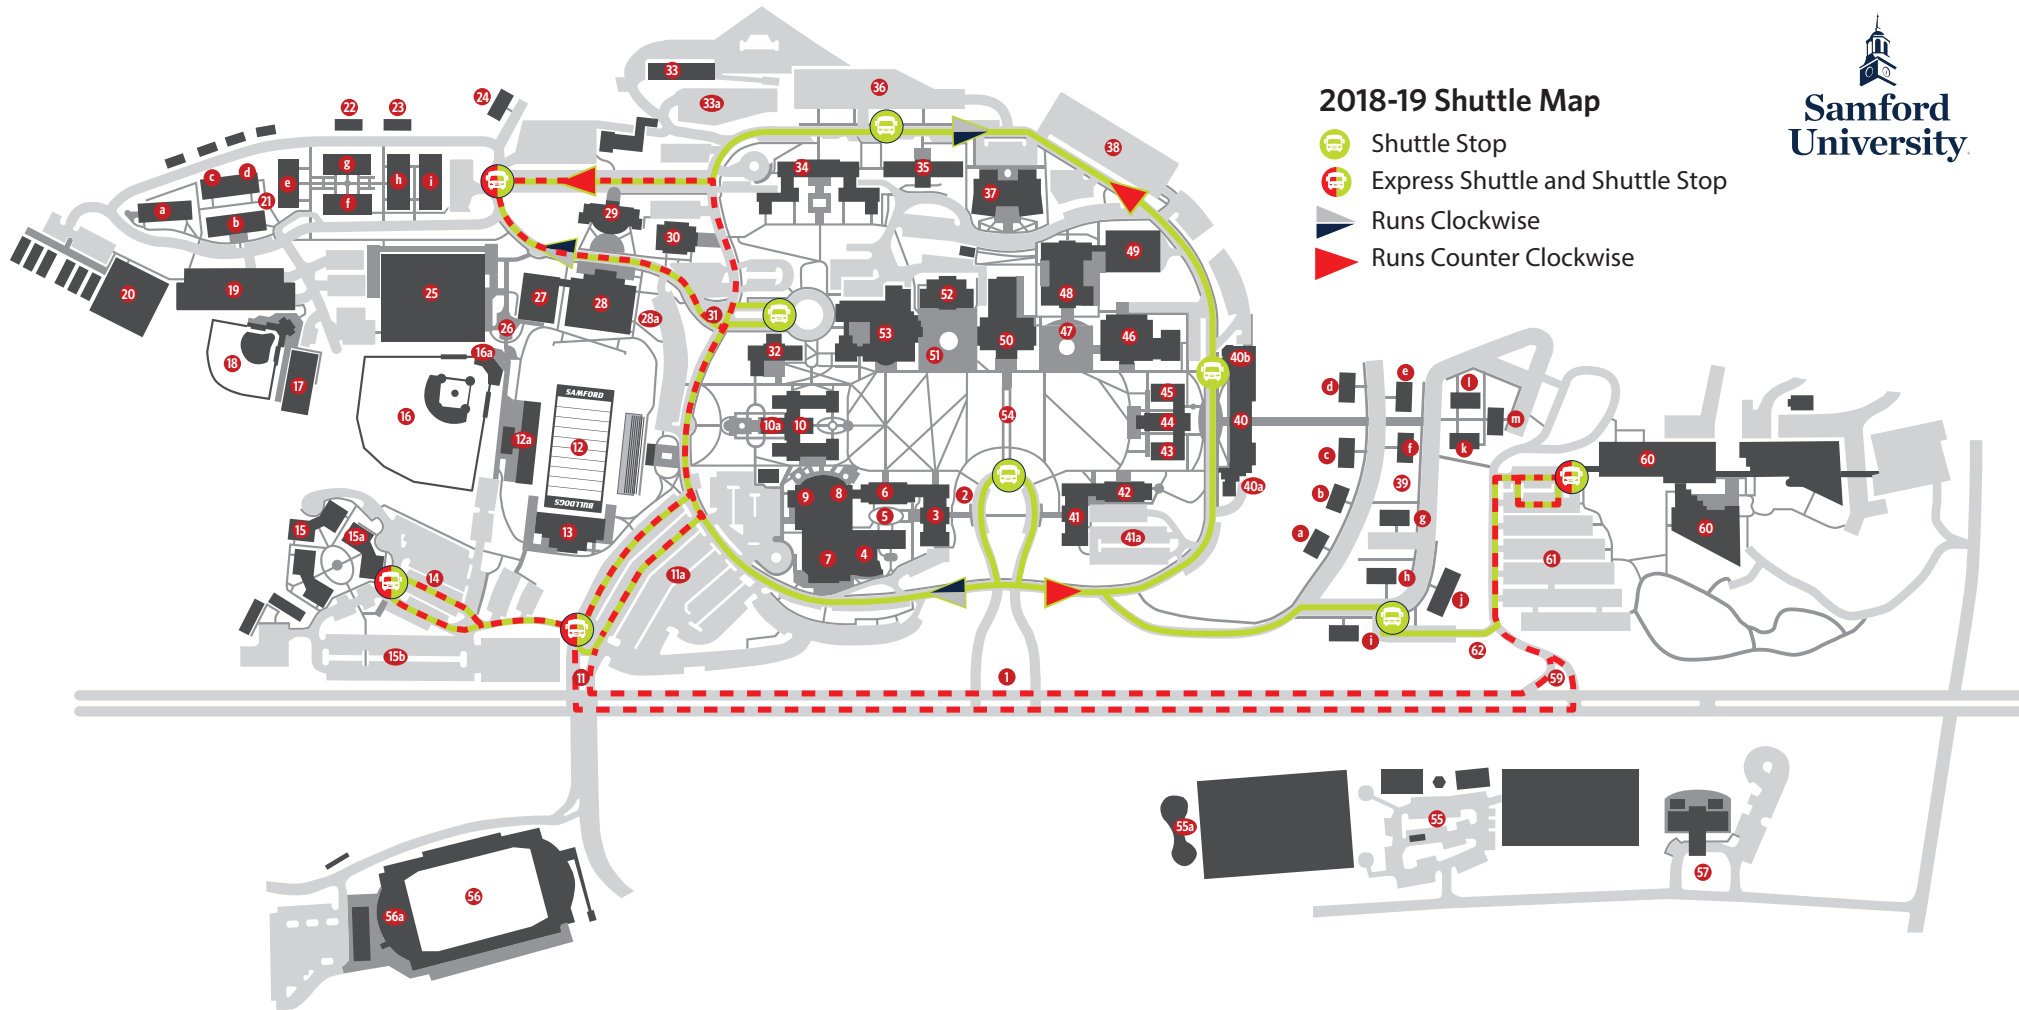 Samford
University
2018-19 Shuttle Map
Shuttle Stop
Express Shuttle and Shuttle Stop
Runs Clockwise
Runs Counter Clockwise
33
36
33a
24
22
23
38
g
d
c
e
h
i
34
35
21
f
a
b
37
29
30
49
20
19
25
27
28
52
48
28a
31
26
53
50
47
46
32
51
40b
16a
18
17
d
e
l
45
SAMFORD
16
54
10a
10
44
40
m
12a
12
43
c
f
k
60
9
8
6
2
42
40a
39
b
BULLDOGS
5
3
41
g
15
13
15a
41a
a
60
7
4
61
14
11a
h
j
i
62
15b
11
1
59
55
55a
57
56
56a